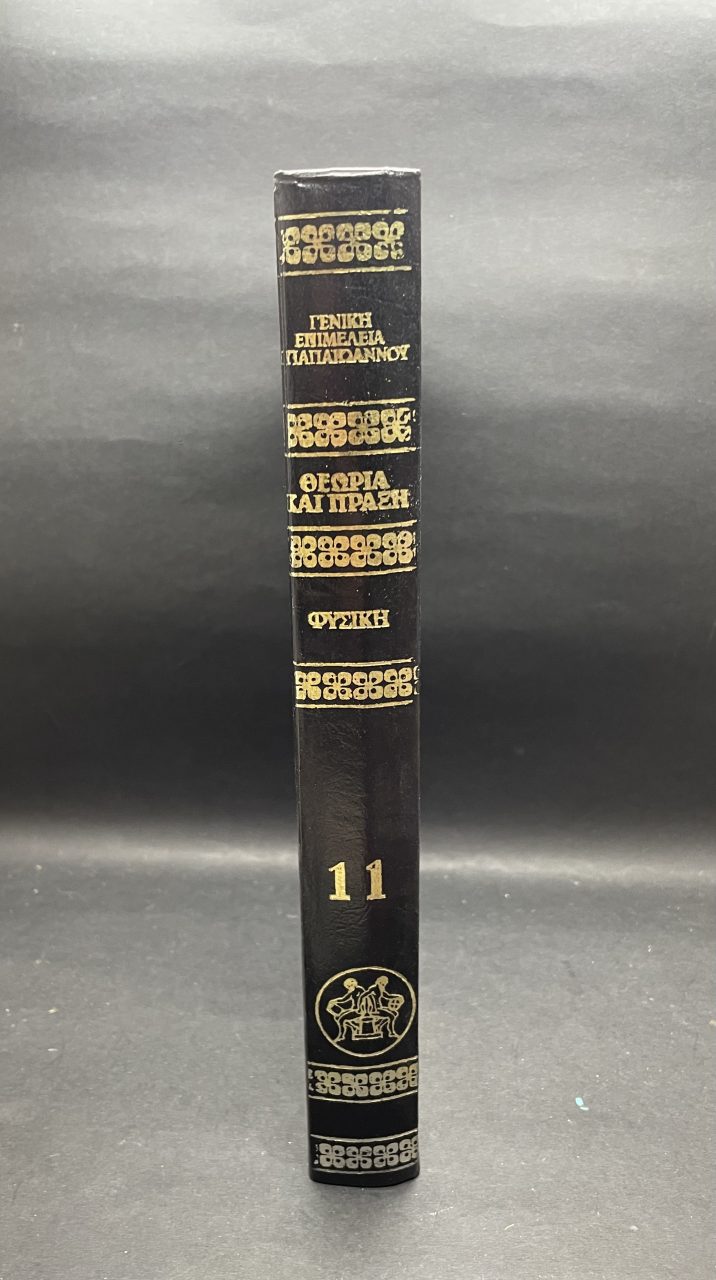 ΓΕΝΙΚΗ
ΕΠΙΜΕΛΕΙΑ
ΠΑΠΑΙΩΑΝΝΟΥ
ΘΕΩΡΙΑ
ΚΑΙ ΠΡΑΞΗ
ΦΥΣΙΚΗ
11